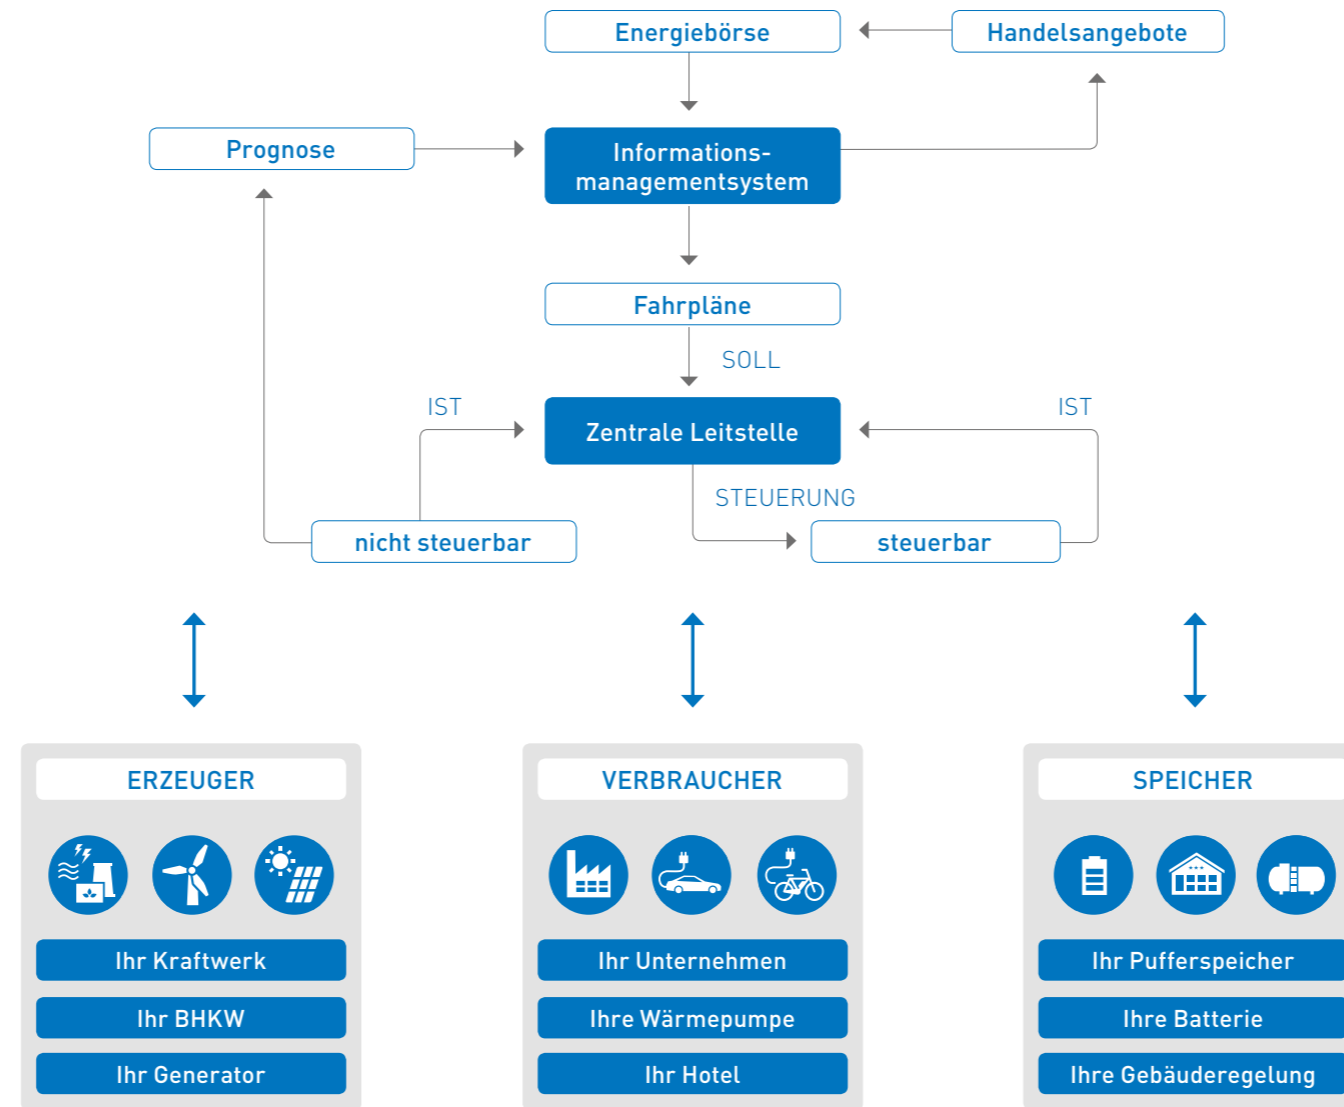 Energiebörse
Handelsangebote
Prognose
Informations-
managementsystem
Fahrpläne
SOLL
IST
IST
Zentrale Leitstelle
STEUERUNG
nicht steuerbar
steuerbar
ERZEUGER
VERBRAUCHER
SPEICHER
Ihr Kraftwerk
Ihr Unternehmen
Ihr Pufferspeicher
Ihr BHKW
Ihre Wärmepumpe
Ihre Batterie
Ihr Generator
Ihr Hotel
Ihre Gebäuderegelung